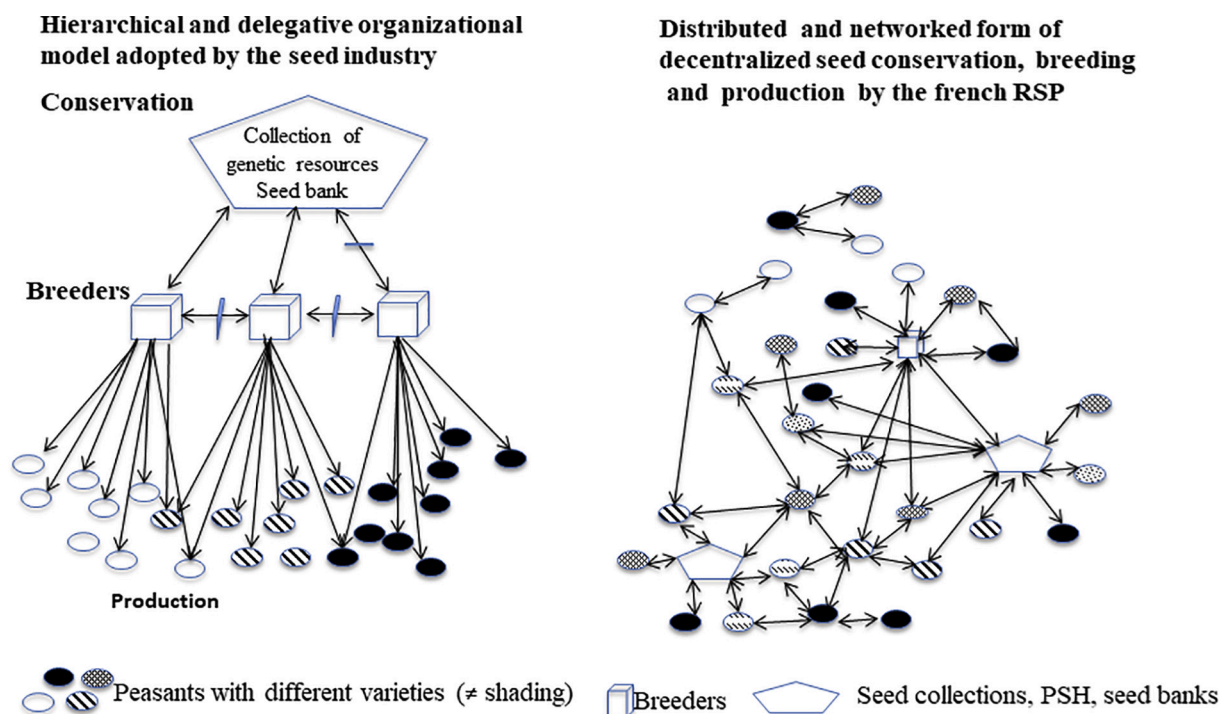 Hierarchical and delegative organizational
model adopted by the seed industry
Conservation
Collection of
genetic resources
Seed bank
Breeders
Production
Distributed and networked form of
decentralized seed conservation, breeding
and production by the french RSP
Peasants with different varieties (≠ shading)
Breeders
Seed collections, PSH, seed banks